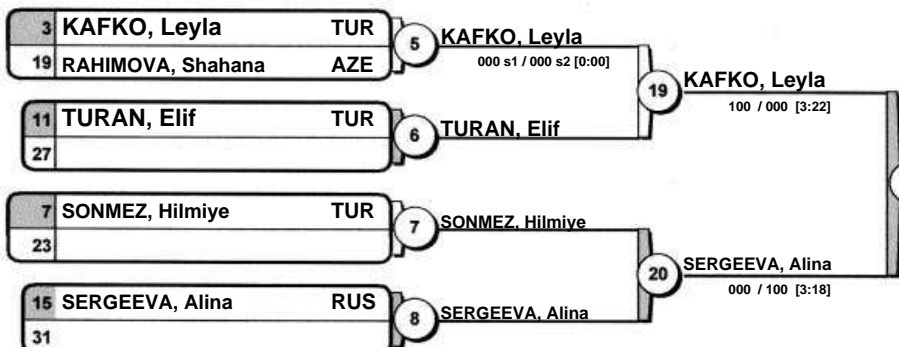 3 KAFKO, Leyla TUR
19 RAHIMOVA, Shahana AZE
5
KAFKO, Leyla
000 s1 / 000 s2 [0:00]
11 TURAN, Elif TUR
27
6
TURAN, Elif
19
KAFKO, Leyla
100 / 000 [3:22]
7 SONMEZ, Hilmiye TUR
23
7
SONMEZ, Hilmiye
15 SERGEEVA, Alina RUS
31
8
SERGEEVA, Alina
20
SERGEEVA, Alina
000 / 100 [3:18]